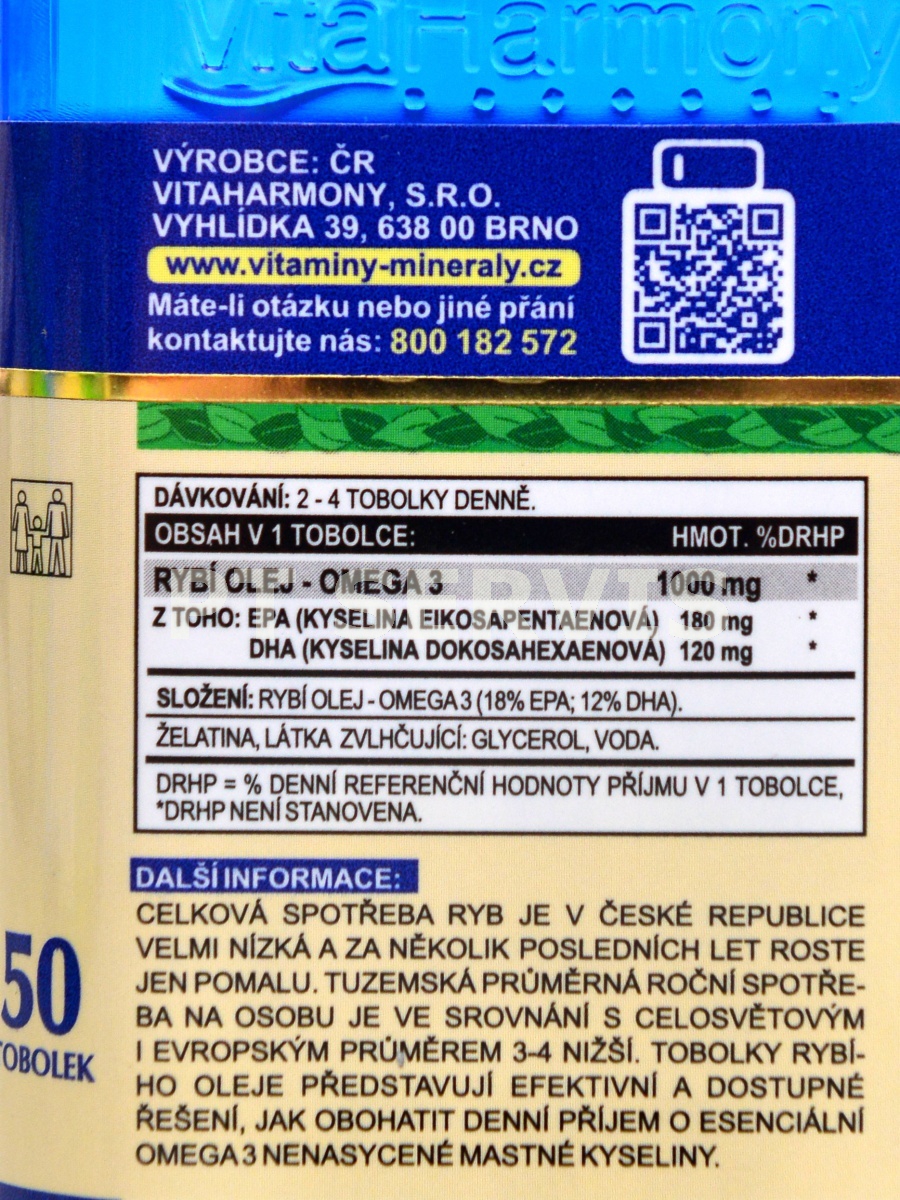 VitaHarmony
VÝROBCE: ČR
VITAHARMONY, S.R.O.
VYHLÍDKA 39, 638 00 BRNO
www.vitaminy-mineraly.cz
Máte-li otázku nebo jiné přání
kontaktujte nás: 800 182 572
DÁVKOVÁNÍ: 2 - 4 TOBOLKY DENNĚ.
OBSAH V 1 TOBOLCE: HMOT. %DRHP
RYBÍ OLEJ - OMEGA 3 1000 mg *
Z TOHO: EPA (KYSELINA EIKOSAPENTAENOVÁ) 180 mg *
DHA (KYSELINA DOKOSAHEXAENOVÁ) 120 mg *
SLOŽENÍ: RYBÍ OLEJ - OMEGA 3 (18% EPA; 12% DHA).
ŽELATINA, LÁTKA ZVLHČUJÍCÍ: GLYCEROL, VODA.
DRHP = % DENNÍ REFERENČNÍ HODNOTY PŘÍJMU V 1 TOBOLCE,
*DRHP NENÍ STANOVENA.
DALŠÍ INFORMACE:
CELKOVÁ SPOTŘEBA RYB JE V ČESKÉ REPUBLICE
VELMI NÍZKÁ A ZA NĚKOLIK POSLEDNÍCH LET ROSTE
JEN POMALU. TUZEMSKÁ PRŮMĚRNÁ ROČNÍ SPOTŘE-
BA NA OSOBU JE VE SROVNÁNÍ S CELOSVĚTOVÝM
I EVROPSKÝM PRŮMĚREM 3-4 NIŽŠÍ. TOBOLKY RYBÍ-
HO OLEJE PŘEDSTAVUJÍ EFEKTIVNÍ A DOSTUPNÉ
ŘEŠENÍ, JAK OBOHATIT DENNÍ PŘÍJEM O ESENCIÁLNÍ
OMEGA 3 NENASYCENÉ MASTNÉ KYSELINY.
50
TOBOLEK